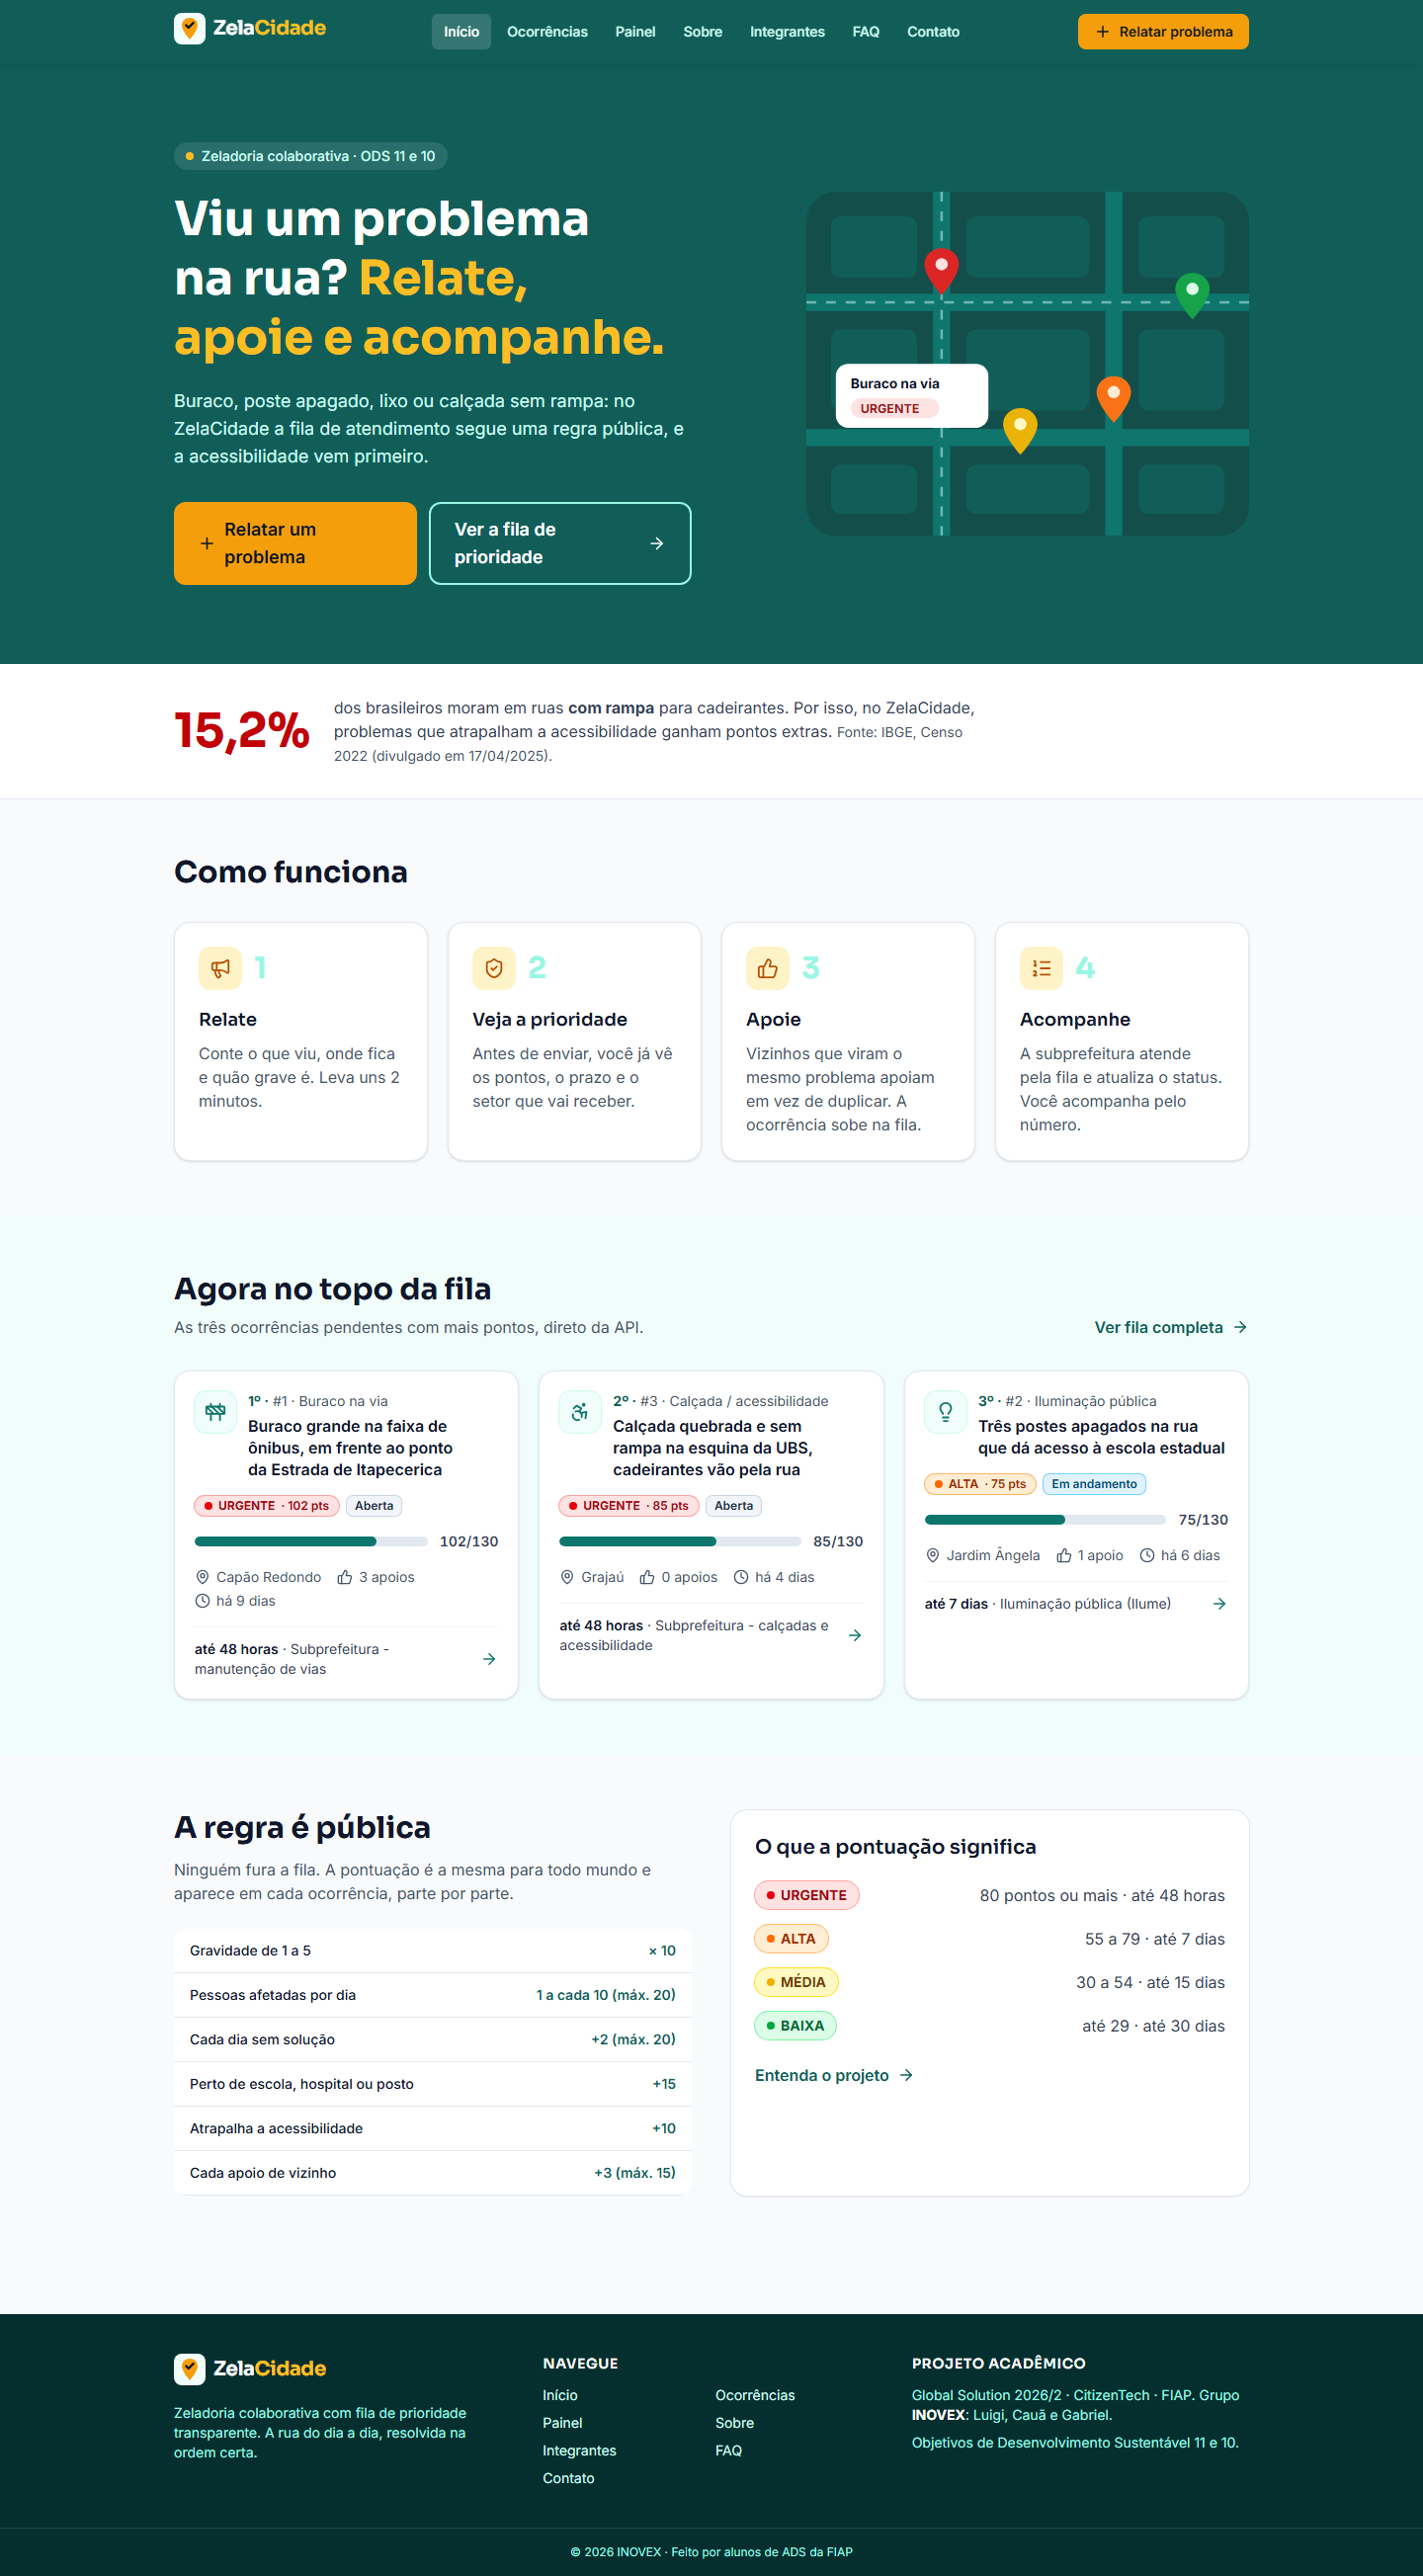 ZelaCidade
Início
Ocorrências
Painel
Sobre
Integrantes
FAQ
Contato
Relatar problema
Zeladoria colaborativa · ODS 11 e 10
Viu um problema
na rua? Relate,
apoie e acompanhe.
Buraco, poste apagado, lixo ou calçada sem rampa: no
ZelaCidade a fila de atendimento segue uma regra pública, e
a acessibilidade vem primeiro.
Relatar um
problema
Ver a fila de
prioridade
Buraco na via
URGENTE
15,2%
dos brasileiros moram em ruas com rampa para cadeirantes. Por isso, no ZelaCidade,
problemas que atrapalham a acessibilidade ganham pontos extras. Fonte: IBGE, Censo
2022 (divulgado em 17/04/2025).
Como funciona
1
Relate
Conte o que viu, onde fica
e quão grave é. Leva uns 2
minutos.
2
Veja a prioridade
Antes de enviar, você já vê
os pontos, o prazo e o
setor que vai receber.
3
Apoie
Vizinhos que viram o
mesmo problema apoiam
em vez de duplicar. A
ocorrência sobe na fila.
4
Acompanhe
A subprefeitura atende
pela fila e atualiza o status.
Você acompanha pelo
número.
Agora no topo da fila
As três ocorrências pendentes com mais pontos, direto da API.
Ver fila completa
1º · #1 · Buraco na via
Buraco grande na faixa de
ônibus, em frente ao ponto
da Estrada de Itapecerica
URGENTE · 102 pts
Aberta
102/130
Capão Redondo
3 apoios
há 9 dias
até 48 horas · Subprefeitura -
manutenção de vias
2º · #3 · Calçada / acessibilidade
Calçada quebrada e sem
rampa na esquina da UBS,
cadeirantes vão pela rua
URGENTE · 85 pts
Aberta
85/130
Grajaú
0 apoios
há 4 dias
até 48 horas · Subprefeitura - calçadas e
acessibilidade
3º · #2 · Iluminação pública
Três postes apagados na rua
que dá acesso à escola estadual
ALTA · 75 pts
Em andamento
75/130
Jardim Ângela
1 apoio
há 6 dias
até 7 dias · Iluminação pública (Ilume)
A regra é pública
Ninguém fura a fila. A pontuação é a mesma para todo mundo e
aparece em cada ocorrência, parte por parte.
Gravidade de 1 a 5
× 10
Pessoas afetadas por dia
1 a cada 10 (máx. 20)
Cada dia sem solução
+2 (máx. 20)
Perto de escola, hospital ou posto
+15
Atrapalha a acessibilidade
+10
Cada apoio de vizinho
+3 (máx. 15)
O que a pontuação significa
URGENTE
80 pontos ou mais · até 48 horas
ALTA
55 a 79 · até 7 dias
MÉDIA
30 a 54 · até 15 dias
BAIXA
até 29 · até 30 dias
Entenda o projeto
ZelaCidade
Zeladoria colaborativa com fila de prioridade
transparente. A rua do dia a dia, resolvida na
ordem certa.
NAVEGUE
Início
Ocorrências
Painel
Sobre
Integrantes
FAQ
Contato
PROJETO ACADÊMICO
Global Solution 2026/2 · CitizenTech · FIAP. Grupo
INOVEX: Luigi, Cauã e Gabriel.
Objetivos de Desenvolvimento Sustentável 11 e 10.
© 2026 INOVEX · Feito por alunos de ADS da FIAP